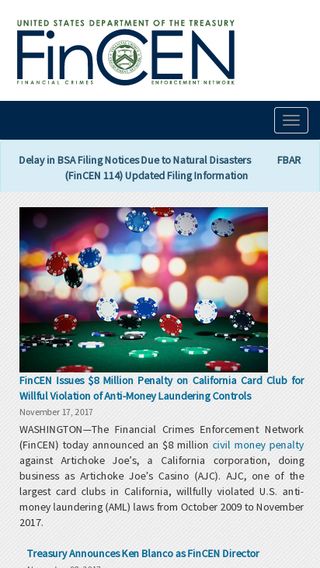 UNITED STATES DEPARTMENT OF THE TREASURY
FinCEN
FINANCIAL CRIMES ENFORCEMENT NETWORK
Delay in BSA Filing Notices Due to Natural Disasters FBAR
(FinCEN 114) Updated Filing Information
FinCEN Issues $8 Million Penalty on California Card Club for
Willful Violation of Anti-Money Laundering Controls
November 17, 2017
WASHINGTON—The Financial Crimes Enforcement Network
(FinCEN) today announced an $8 million civil money penalty
against Artichoke Joe’s, a California corporation, doing
business as Artichoke Joe’s Casino (AJC). AJC, one of the
largest card clubs in California, willfully violated U.S. anti-
money laundering (AML) laws from October 2009 to November
2017.
Treasury Announces Ken Blanco as FinCEN Director